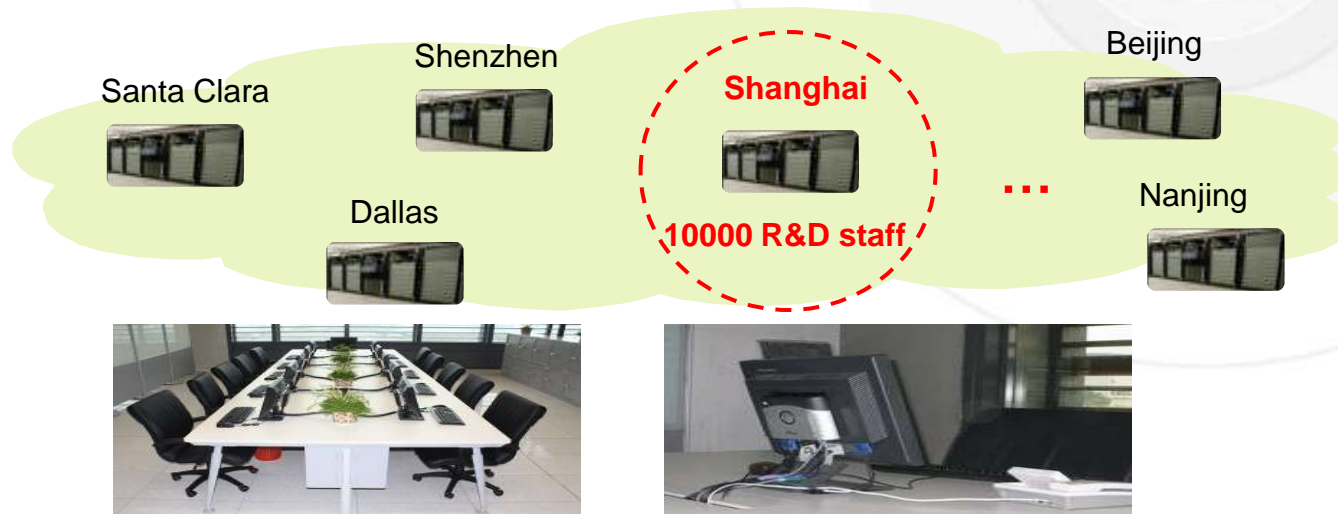 Santa Clara
Shenzhen
Shanghai
Beijing
Dallas
10000 R&D staff
...
Nanjing